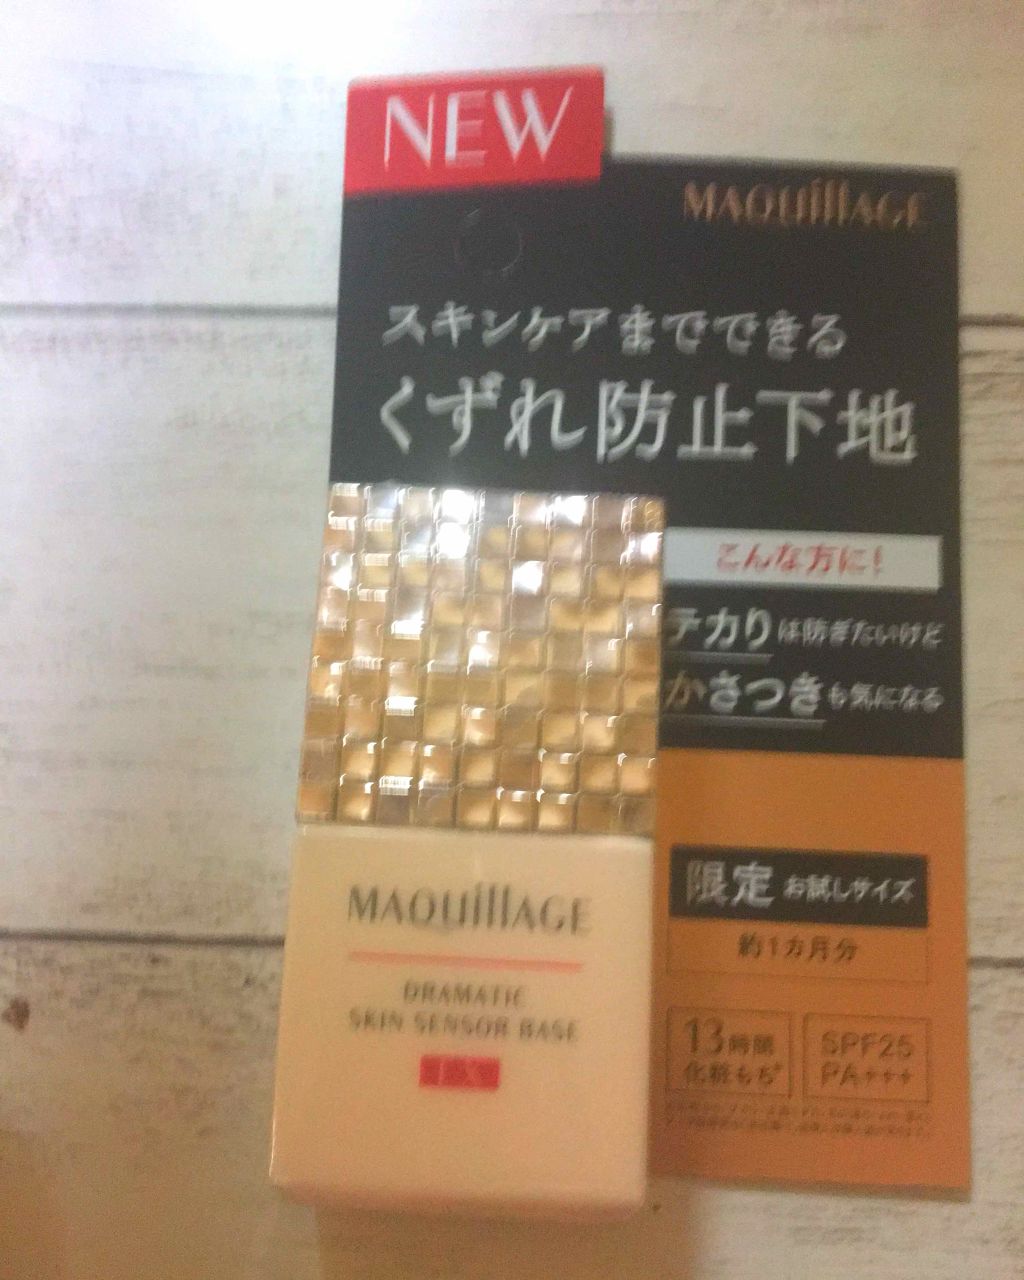 NEW
MAQuillAGE
スキンケアまでできる
くずれ防止下地
こんな方に!
テカりは防ぎたいけど
かさつきも気になる
限定 お試しサイズ
約1カ月分
13時間
化粧もち*
SPF25
PA+++
MAQuillAGE
DRAMATIC
SKIN SENSOR BASE